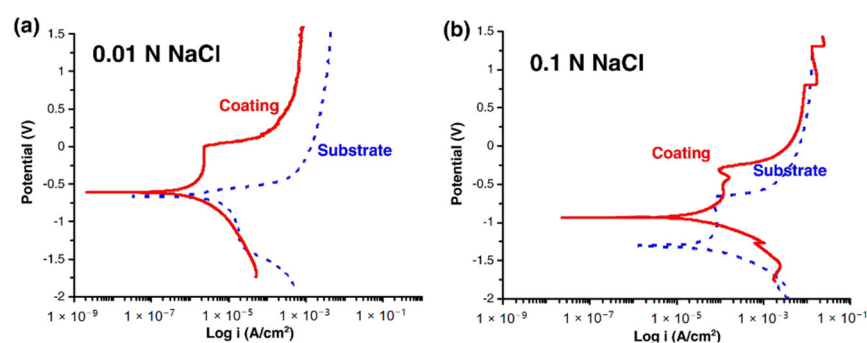 (a)
0.01 N NaCl
Coating
Substrate
Potential (V)
1.5
1
0.5
0
-0.5
-1
-1.5
-2
1 × 10⁻⁹ 1 × 10⁻⁷ 1 × 10⁻⁵ 1 × 10⁻³ 1 × 10⁻¹
Log i (A/cm²)
(b)
0.1 N NaCl
Coating
Substrate
Potential (V)
1.5
1
0.5
0
-0.5
-1
-1.5
-2
1 × 10⁻⁹ 1 × 10⁻⁷ 1 × 10⁻⁵ 1 × 10⁻³ 1 × 10⁻¹
Log i (A/cm²)